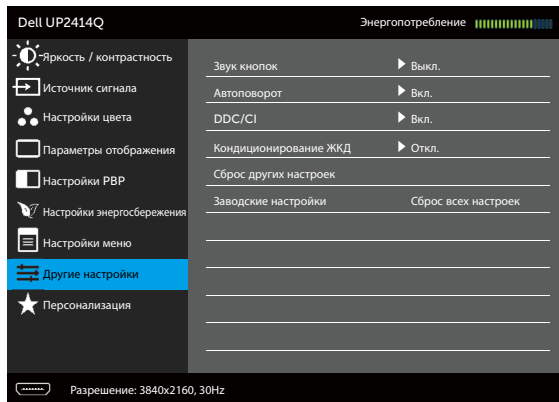 Dell UP2414Q
Энергопотребление
Яркость / контрастность
Источник сигнала
Настройки цвета
Параметры отображения
Настройки PBP
Настройки энергосбережения
Настройки меню
Другие настройки
Персонализация
Звук кнопок Выкл.
Автоповорот Вкл.
DDC/CI Вкл.
Кондиционирование ЖКД Откл.
Сброс других настроек
Заводские настройки Сброс всех настроек
Разрешение: 3840x2160, 30Hz